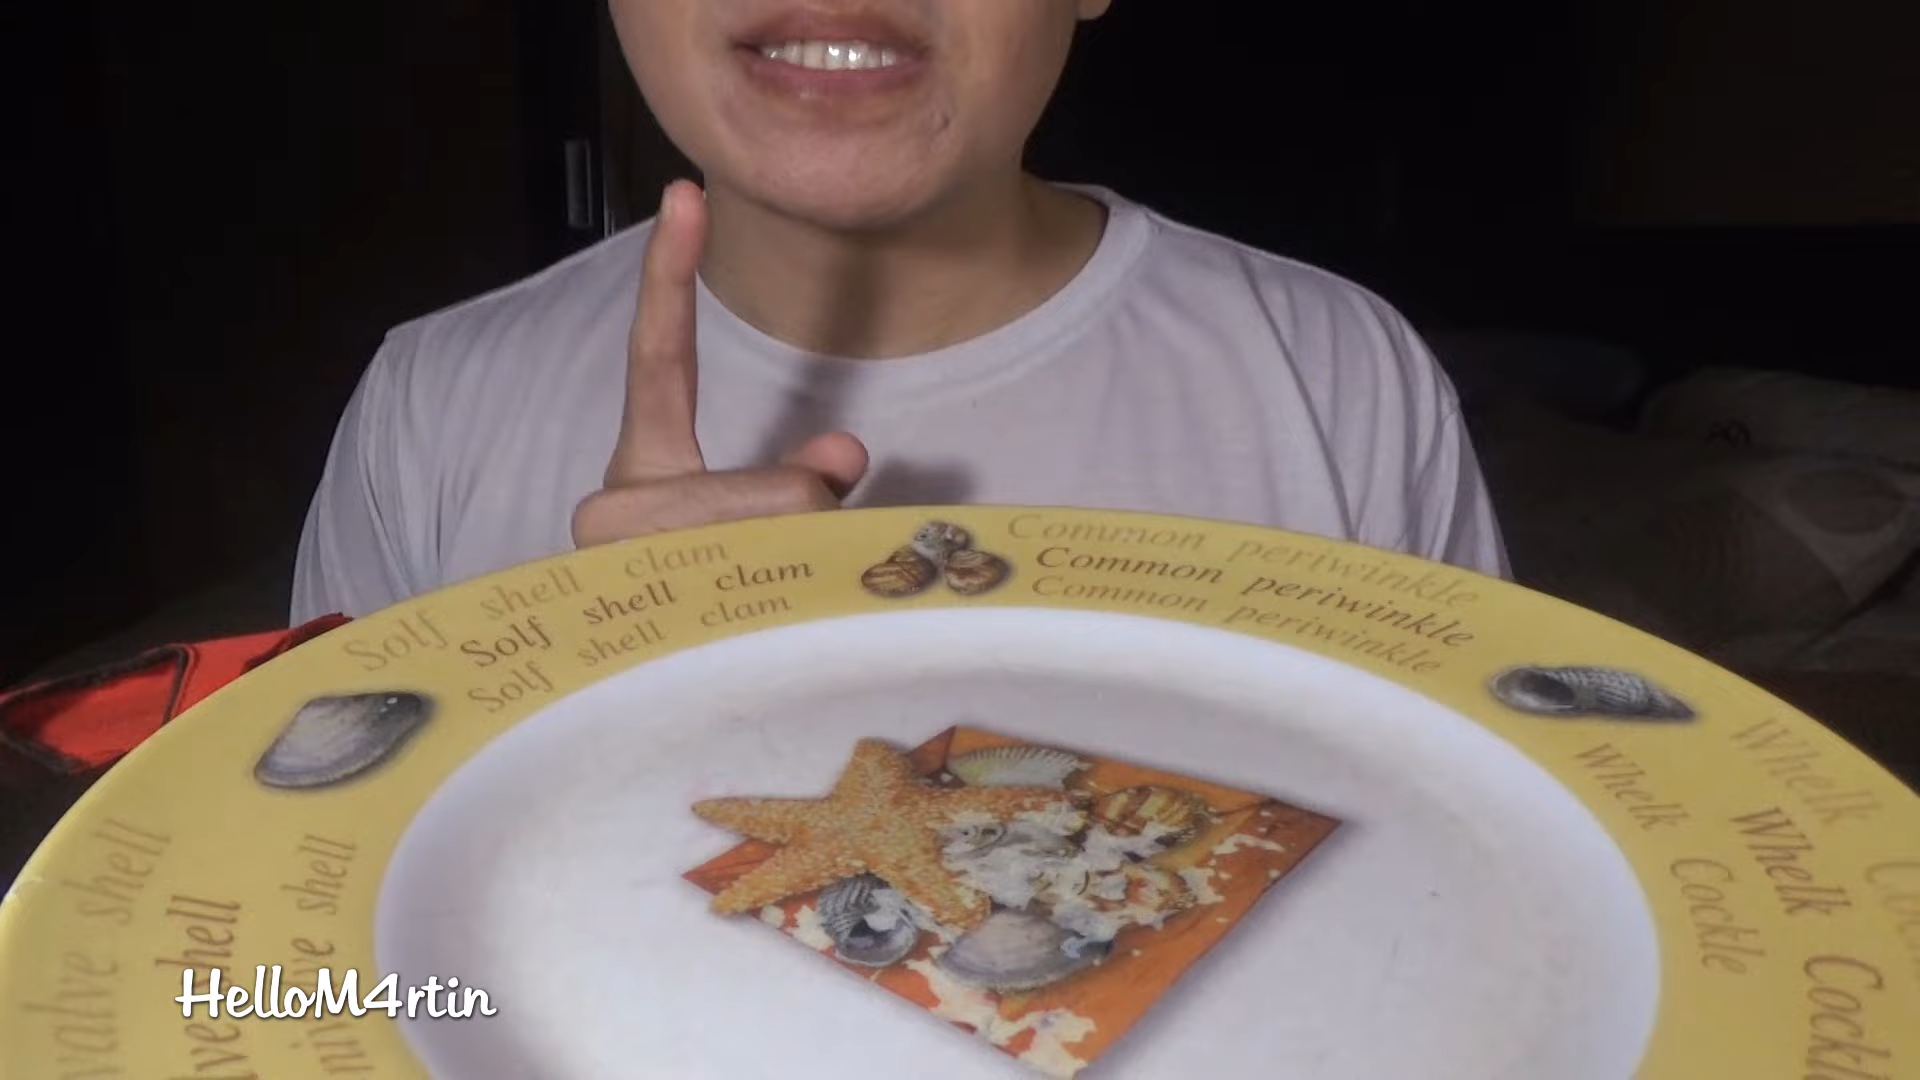 Solf shell clam
Solf shell clam
Solf shell clam
Common periwinkle
Common periwinkle
Common periwinkle
Whelk
Whelk Cockle
Whelk Cockle
valve shell
shell
shell
HelloM4rtin